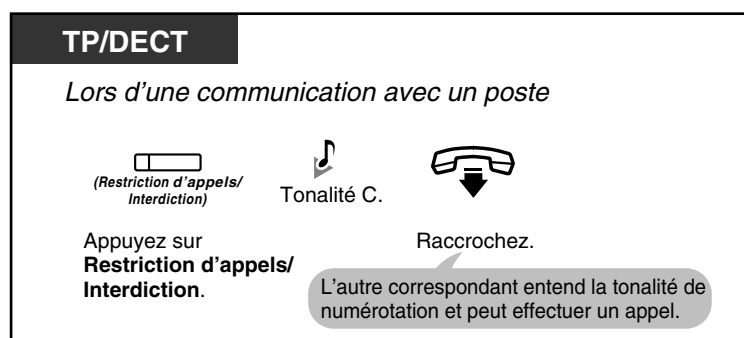 TP/DECT
Lors d'une communication avec un poste
(Restriction d'appels/
Interdiction)
Tonalité C.
Appuyez sur
Restriction d'appels/
Interdiction.
Raccrochez.
L'autre correspondant entend la tonalité de
numérotation et peut effectuer un appel.